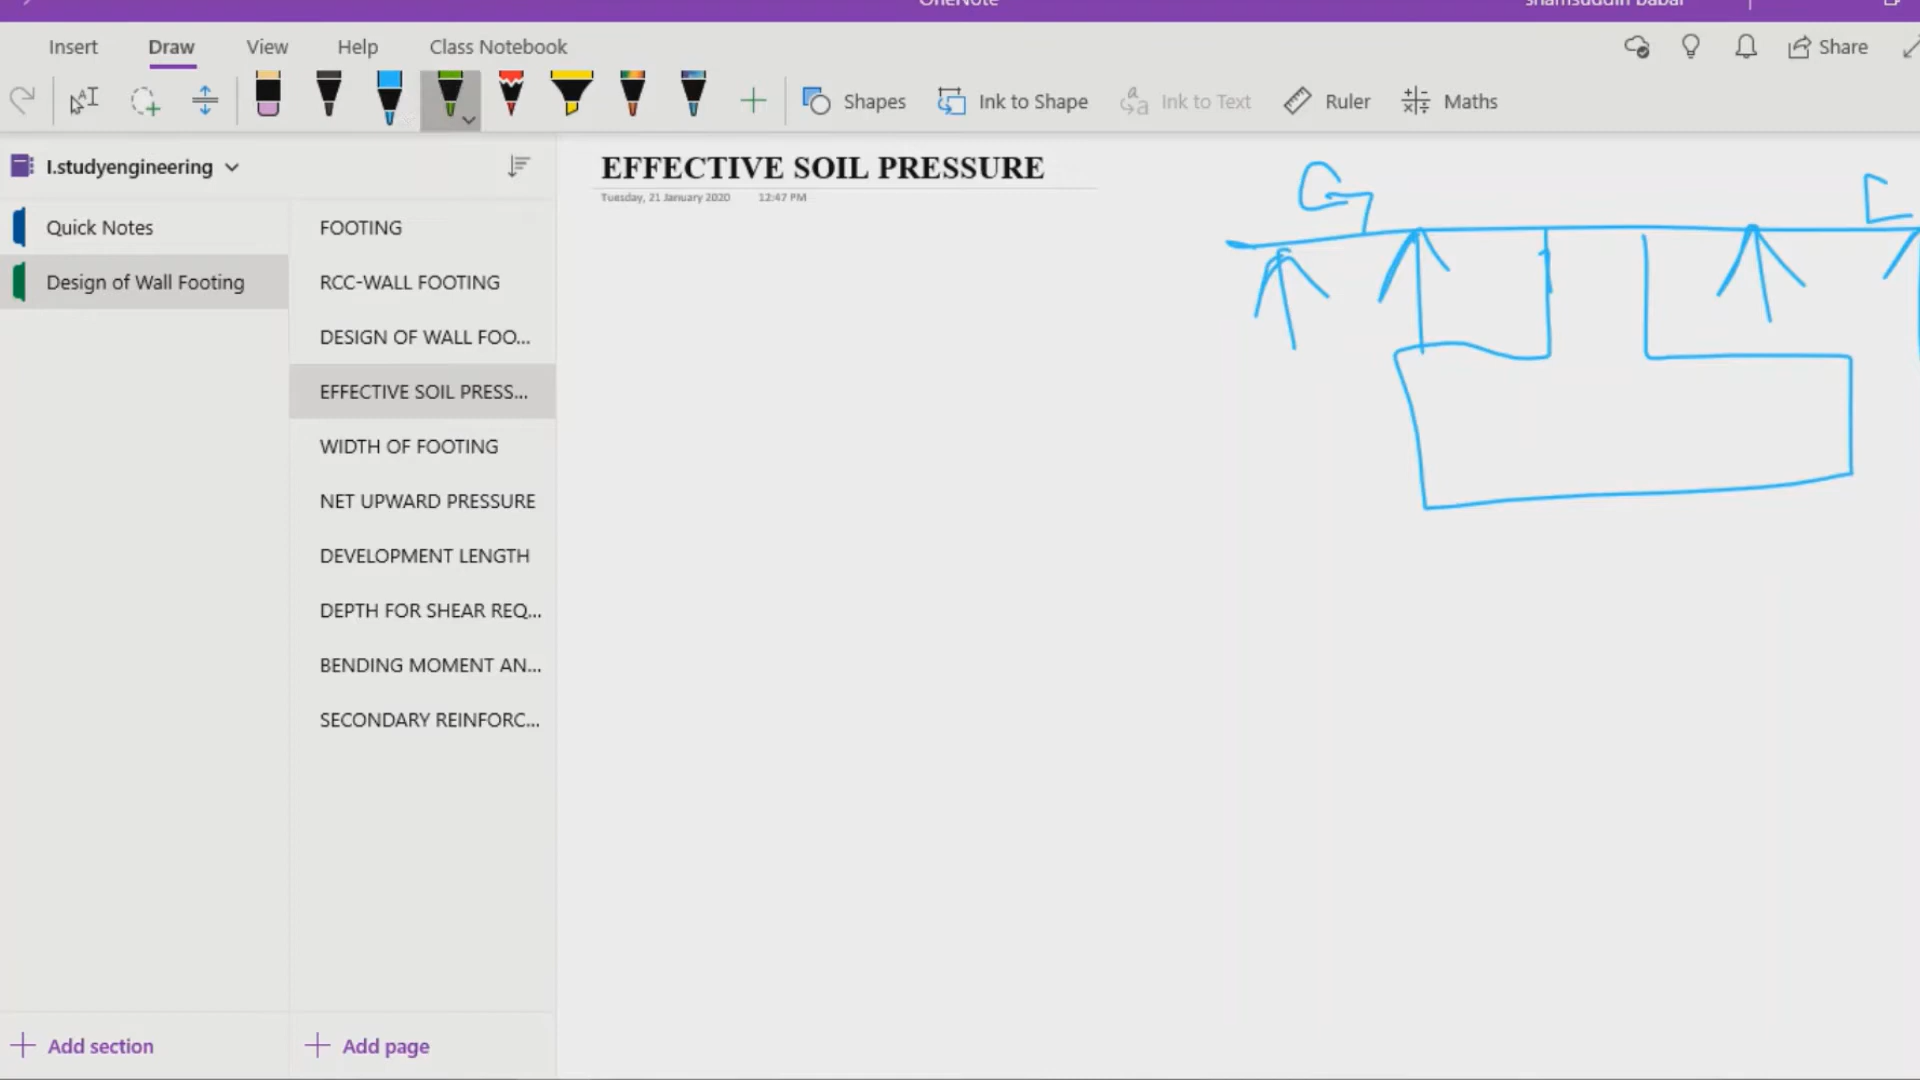 OneNote
shamsuddin babar
Insert Draw View Help Class Notebook Share
Shapes Ink to Shape Ink to Text Ruler Maths
I.studyengineering
Quick Notes
Design of Wall Footing
FOOTING
RCC-WALL FOOTING
DESIGN OF WALL FOO...
EFFECTIVE SOIL PRESS...
WIDTH OF FOOTING
NET UPWARD PRESSURE
DEVELOPMENT LENGTH
DEPTH FOR SHEAR REQ...
BENDING MOMENT AN...
SECONDARY REINFORC...
Add section
Add page
EFFECTIVE SOIL PRESSURE
Tuesday, 21 January 2020 12:47 PM
G